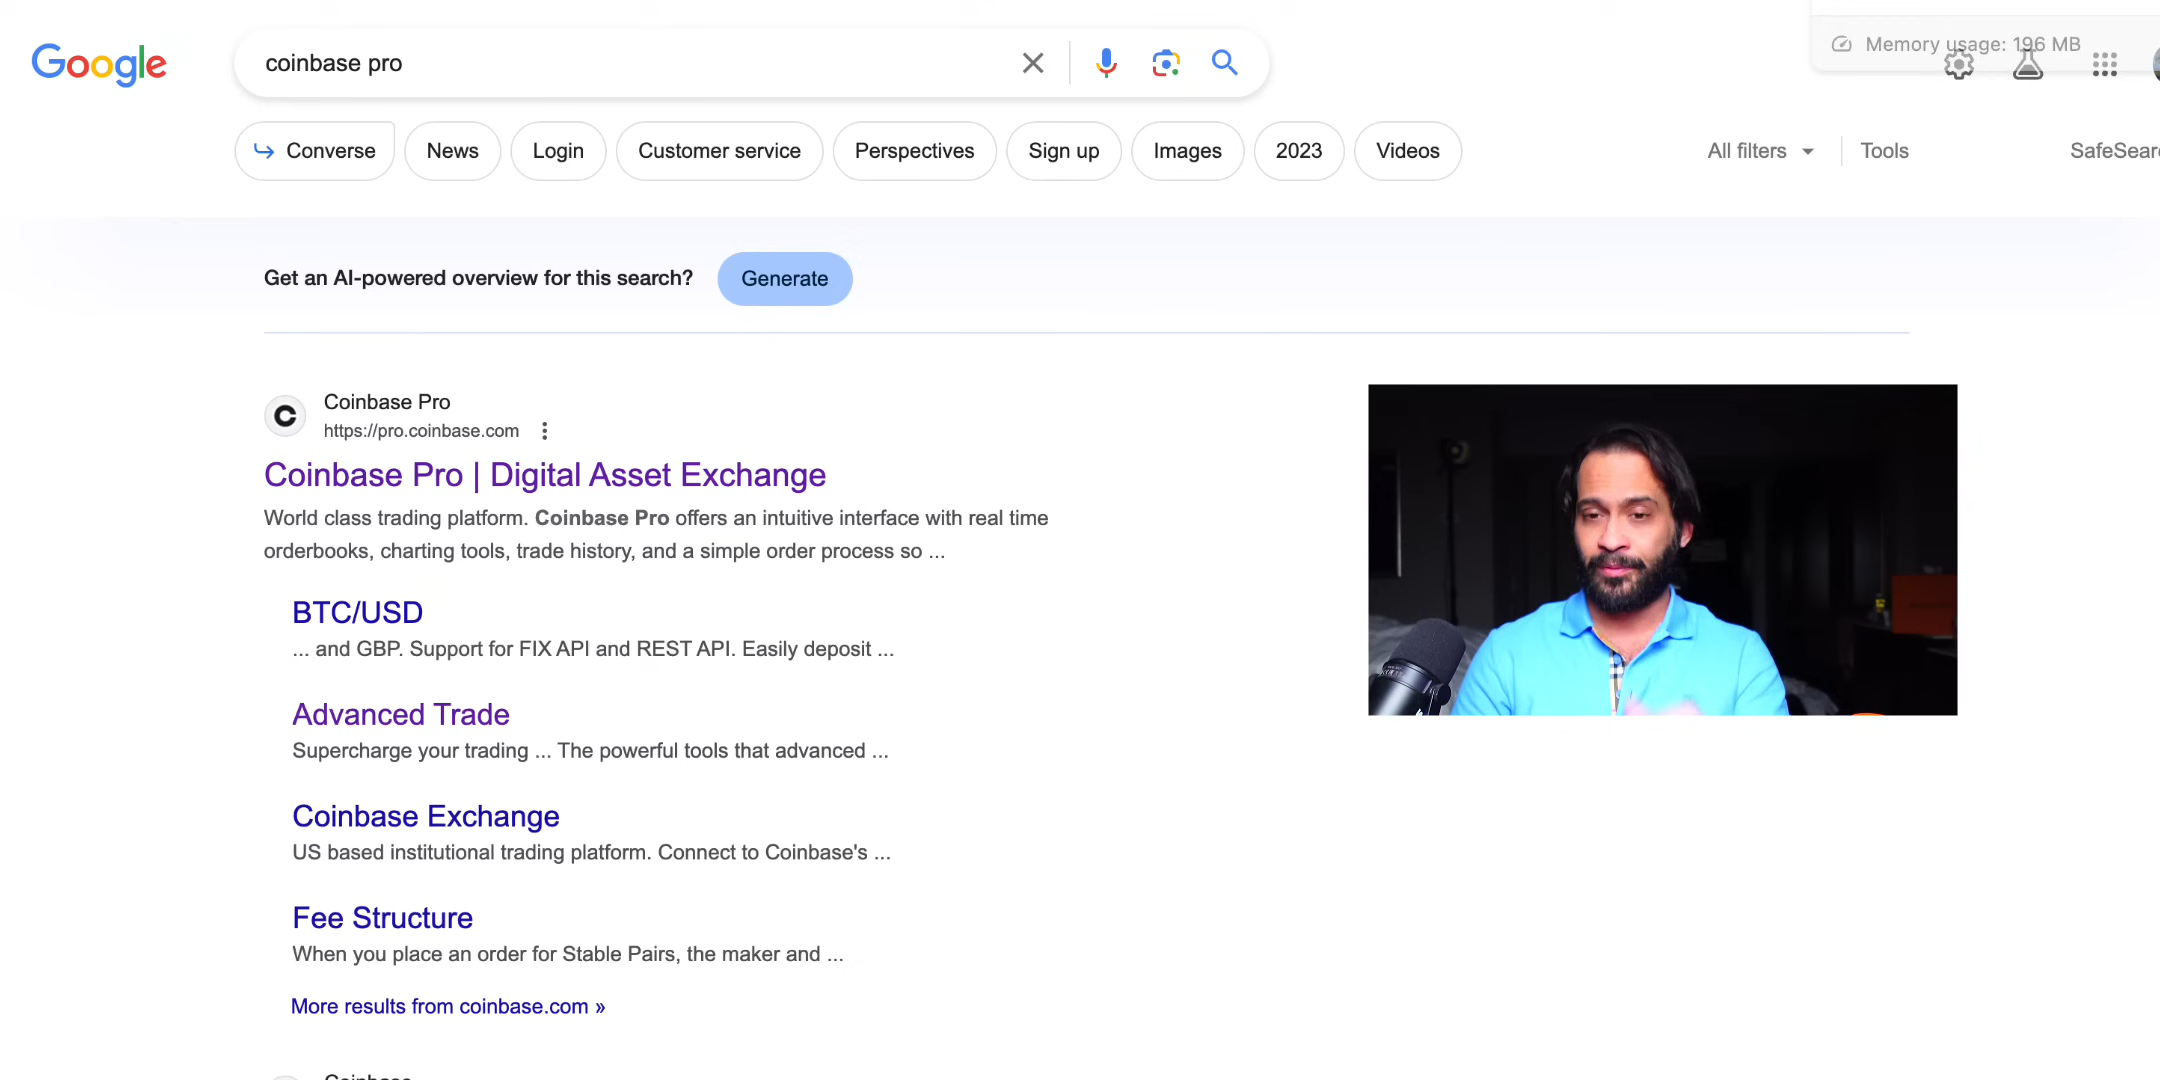 Google
coinbase pro
Memory usage: 196 MB
Converse
News
Login
Customer service
Perspectives
Sign up
Images
2023
Videos
All filters
Tools
Get an AI-powered overview for this search?
Generate
Coinbase Pro
https://pro.coinbase.com
Coinbase Pro | Digital Asset Exchange
World class trading platform. Coinbase Pro offers an intuitive interface with real time
orderbooks, charting tools, trade history, and a simple order process so ...
BTC/USD
... and GBP. Support for FIX API and REST API. Easily deposit ...
Advanced Trade
Supercharge your trading ... The powerful tools that advanced ...
Coinbase Exchange
US based institutional trading platform. Connect to Coinbase's ...
Fee Structure
When you place an order for Stable Pairs, the maker and ...
More results from coinbase.com »